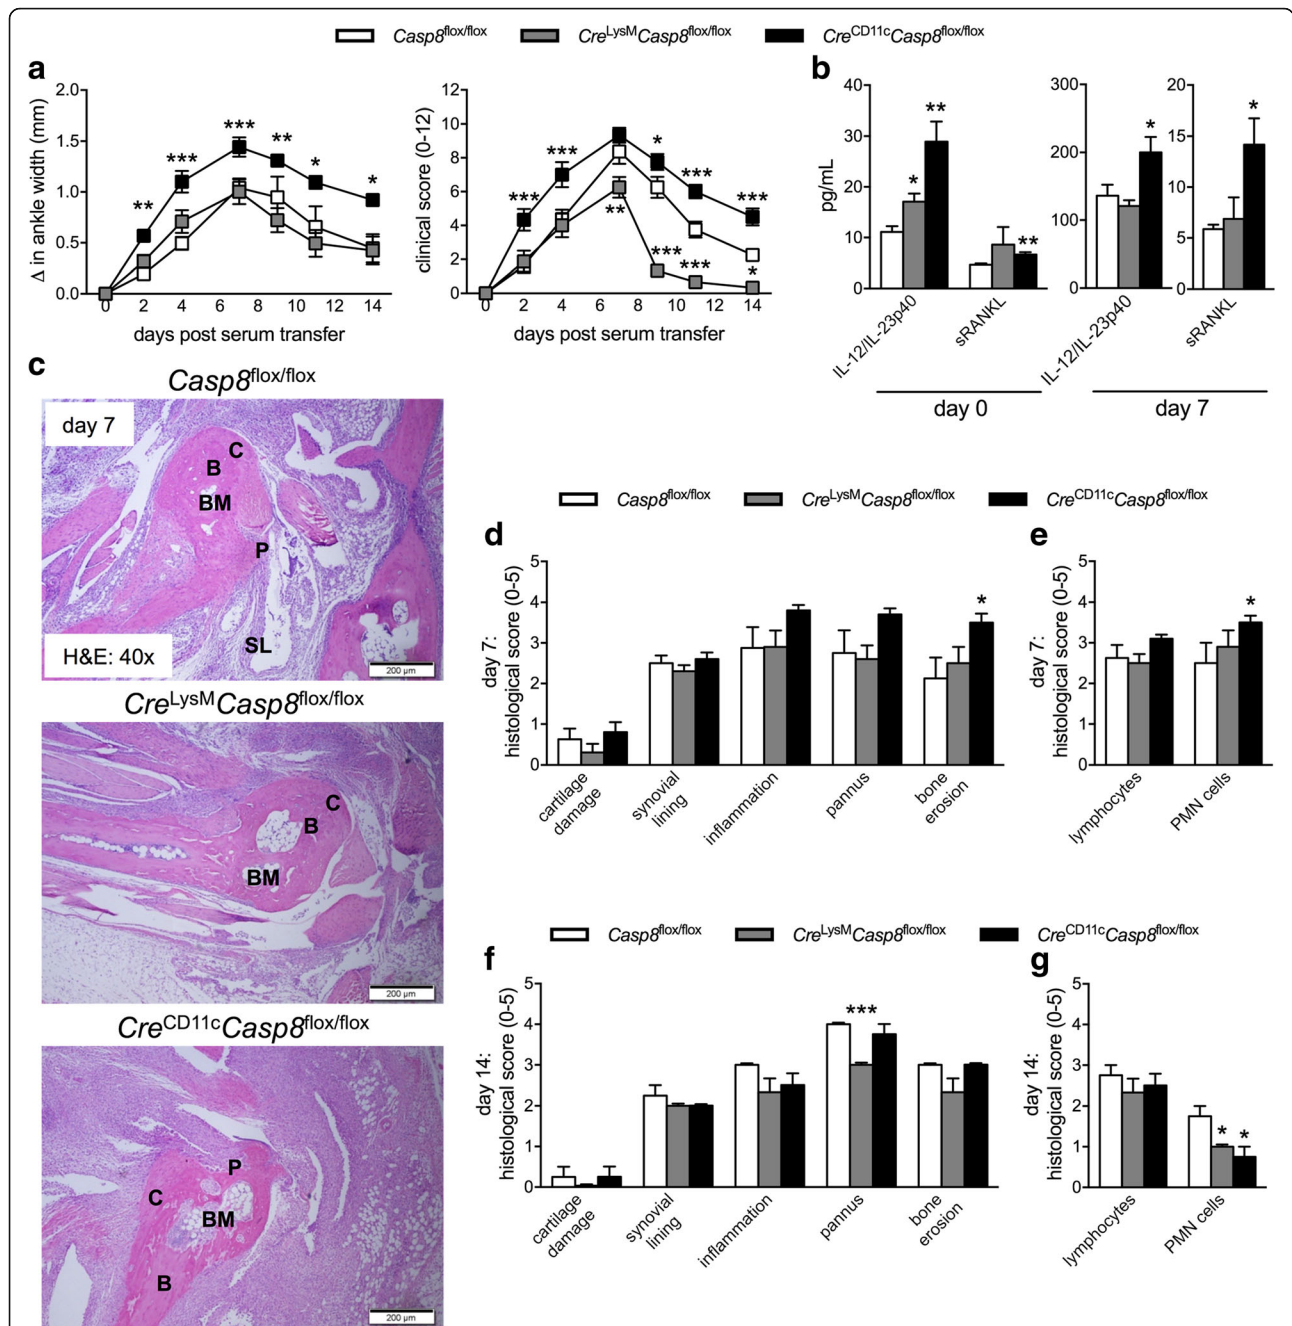 Casp8flox/flox CreLysMCasp8flox/flox CreCD11cCasp8flox/flox
a
Δ in ankle width (mm)
2.0
1.5
1.0
0.5
0.0
*** ** * *
***
**
0 2 4 6 8 10 12 14
days post serum transfer
clinical score (0-12)
12
10
8
6
4
2
0
*** *** * *** ***
** *** *** *
0 2 4 6 8 10 12 14
days post serum transfer
b
pg/mL
40
30
20
10
0
* ** **
IL-12/IL-23p40
sRANKL
day 0
300
200
100
0
*
IL-12/IL-23p40
20
15
10
5
0
*
sRANKL
day 7
c
Casp8flox/flox
day 7
C
B
BM
P
SL
H&E: 40x
200 µm
CreLysMCasp8flox/flox
C
B
BM
200 µm
CreCD11cCasp8flox/flox
P
C
BM
B
200 µm
Casp8flox/flox CreLysMCasp8flox/flox CreCD11cCasp8flox/flox
d
day 7:
histological score (0-5)
5
4
3
2
1
0
*
cartilage
damage
synovial
lining
inflammation
pannus
bone
erosion
e
day 7:
histological score (0-5)
5
4
3
2
1
0
*
lymphocytes
PMN cells
Casp8flox/flox CreLysMCasp8flox/flox CreCD11cCasp8flox/flox
f
day 14:
histological score (0-5)
5
4
3
2
1
0
***
cartilage
damage
synovial
lining
inflammation
pannus
bone
erosion
g
day 14:
histological score (0-5)
5
4
3
2
1
0
* *
lymphocytes
PMN cells